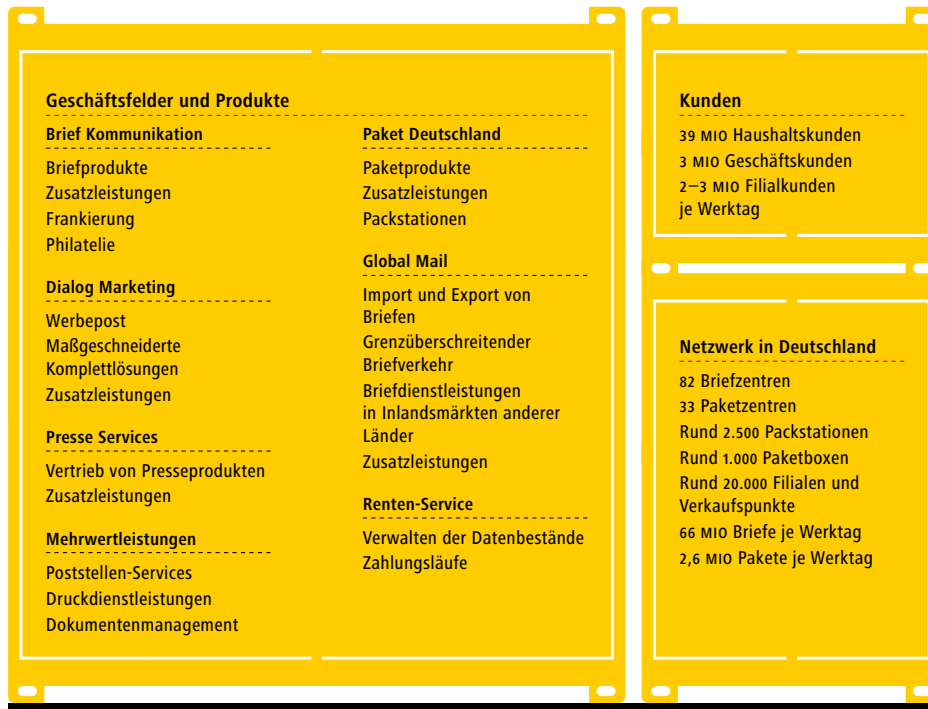 Geschäftsfelder und Produkte
Brief Kommunikation
Briefprodukte
Zusatzleistungen
Frankierung
Philatelie
Dialog Marketing
Werbepost
Maßgeschneiderte
Komplettlösungen
Zusatzleistungen
Presse Services
Vertrieb von Presseprodukten
Zusatzleistungen
Mehrwertleistungen
Poststellen-Services
Druckdienstleistungen
Dokumentenmanagement
Paket Deutschland
Paketprodukte
Zusatzleistungen
Packstationen
Global Mail
Import und Export von
Briefen
Grenzüberschreitender
Briefverkehr
Briefdienstleistungen
in Inlandsmärkten anderer
Länder
Zusatzleistungen
Renten-Service
Verwalten der Datenbestände
Zahlungsläufe
Kunden
39 MIO Haushaltskunden
3 MIO Geschäftskunden
2–3 MIO Filialkunden
je Werktag
Netzwerk in Deutschland
82 Briefzentren
33 Paketzentren
Rund 2.500 Packstationen
Rund 1.000 Paketboxen
Rund 20.000 Filialen und
Verkaufspunkte
66 MIO Briefe je Werktag
2,6 MIO Pakete je Werktag